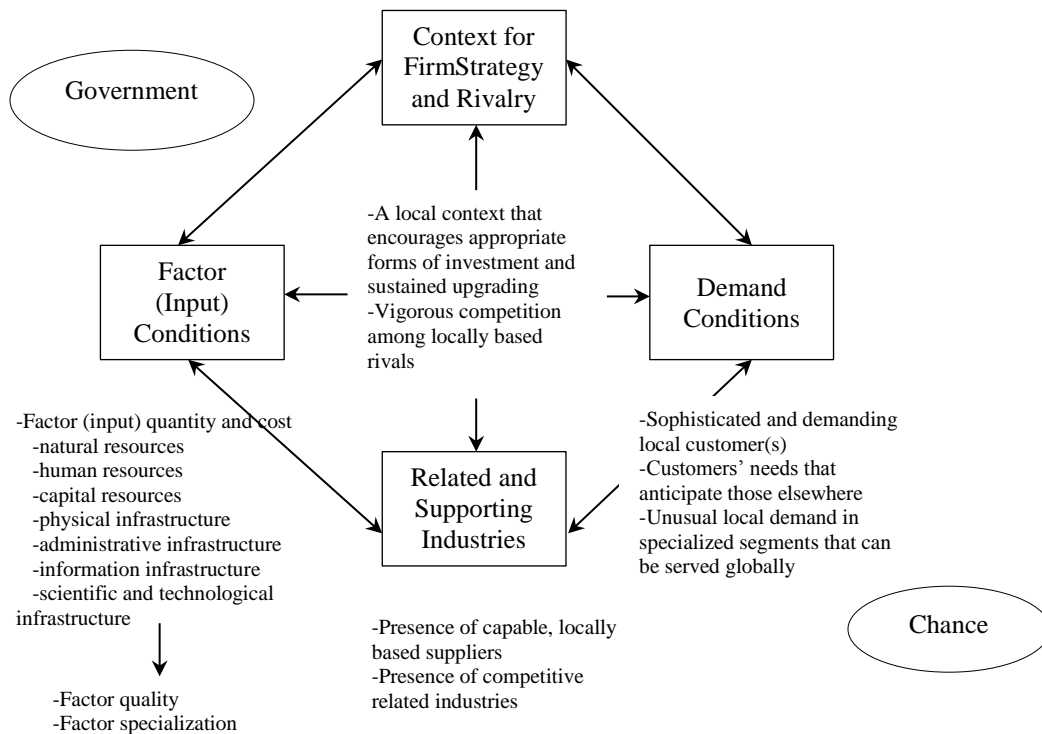 Government
Context for
FirmStrategy
and Rivalry
-A local context that
encourages appropriate
forms of investment and
sustained upgrading
-Vigorous competition
among locally based
rivals
Factor
(Input)
Conditions
Demand
Conditions
-Factor (input) quantity and cost
-natural resources
-human resources
-capital resources
-physical infrastructure
-administrative infrastructure
-information infrastructure
-scientific and technological
infrastructure
-Factor quality
-Factor specialization
Related and
Supporting
Industries
-Presence of capable, locally
based suppliers
-Presence of competitive
related industries
-Sophisticated and demanding
local customer(s)
-Customers’ needs that
anticipate those elsewhere
-Unusual local demand in
specialized segments that can
be served globally
Chance